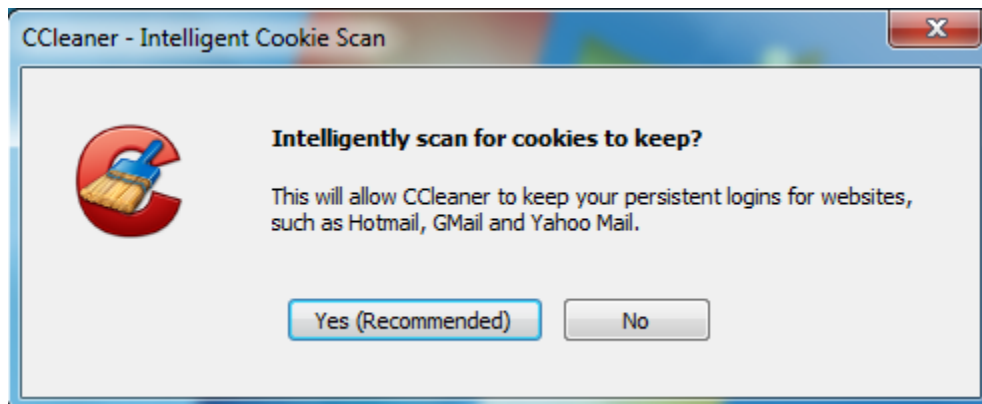 CCleaner - Intelligent Cookie Scan
Intelligently scan for cookies to keep?
This will allow CCleaner to keep your persistent logins for websites,
such as Hotmail, GMail and Yahoo Mail.
Yes (Recommended)
No